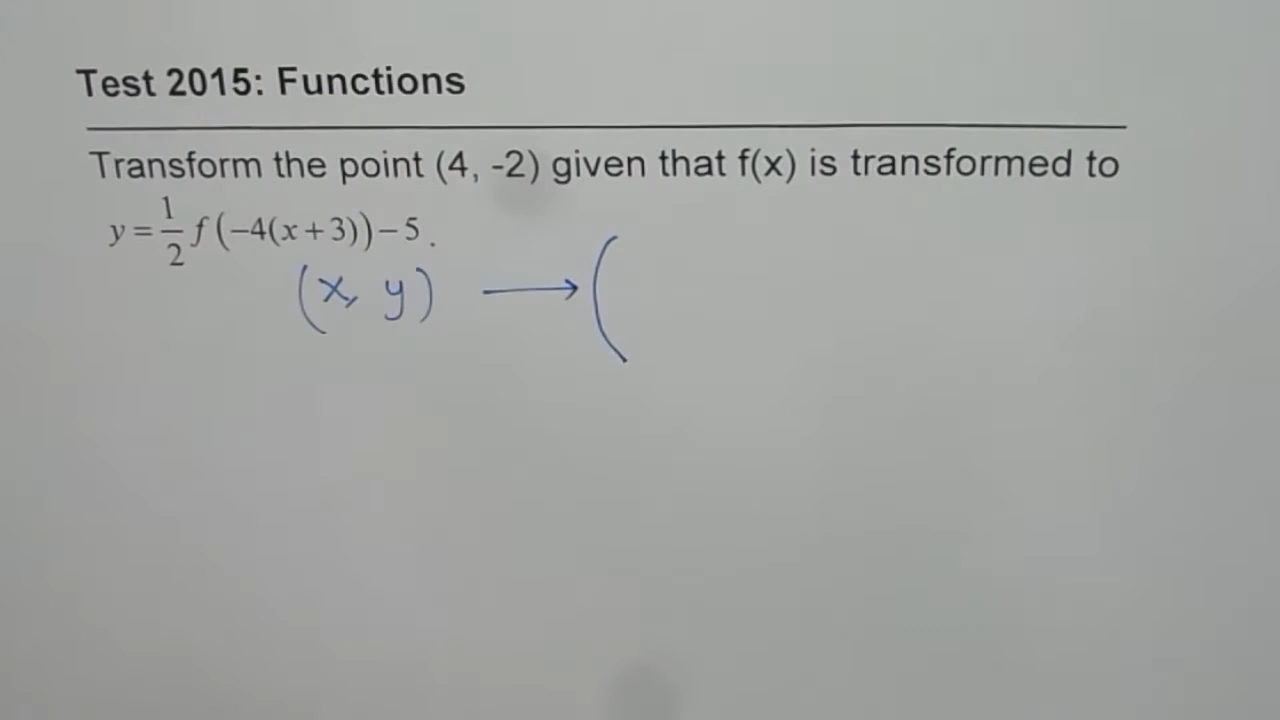 Test 2015: Functions
Transform the point (4, -2) given that f(x) is transformed to
y = 1/2 f(-4(x+3)) - 5 .
(x, y) ⟶ (